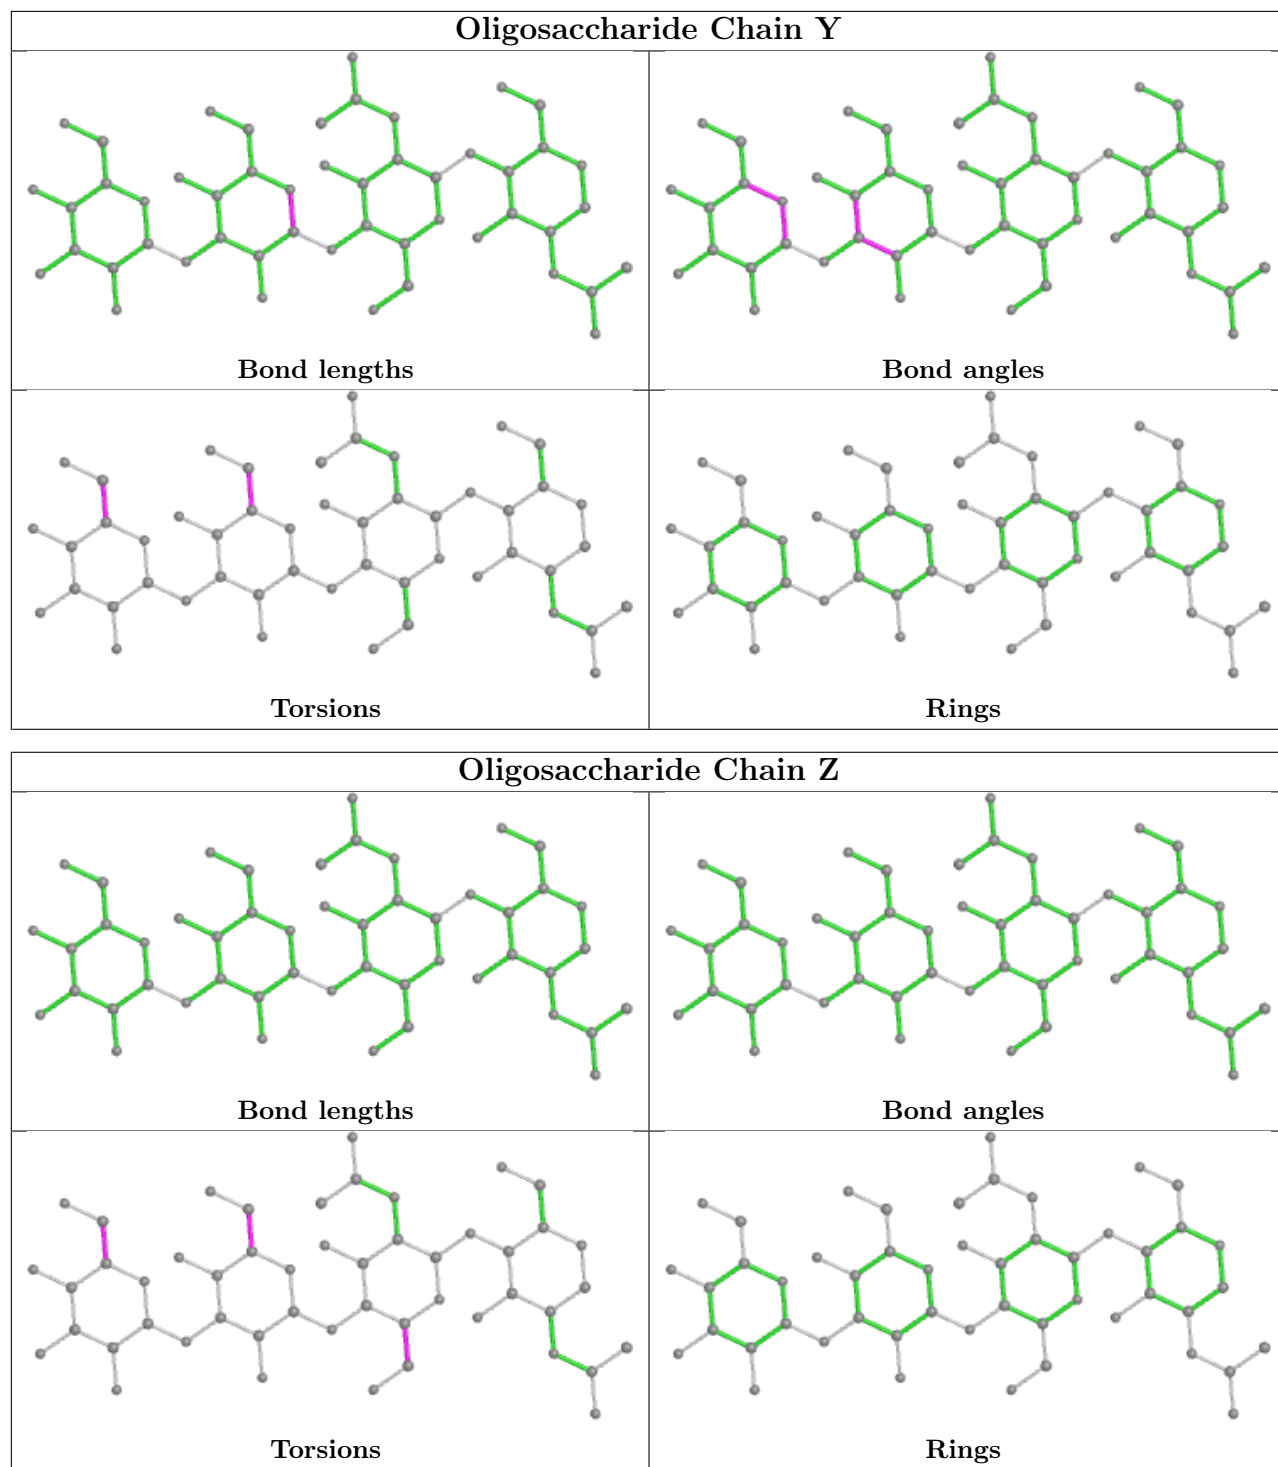 Oligosaccharide Chain Y
Bond lengths
Bond angles
Torsions
Rings
Oligosaccharide Chain Z
Bond lengths
Bond angles
Torsions
Rings